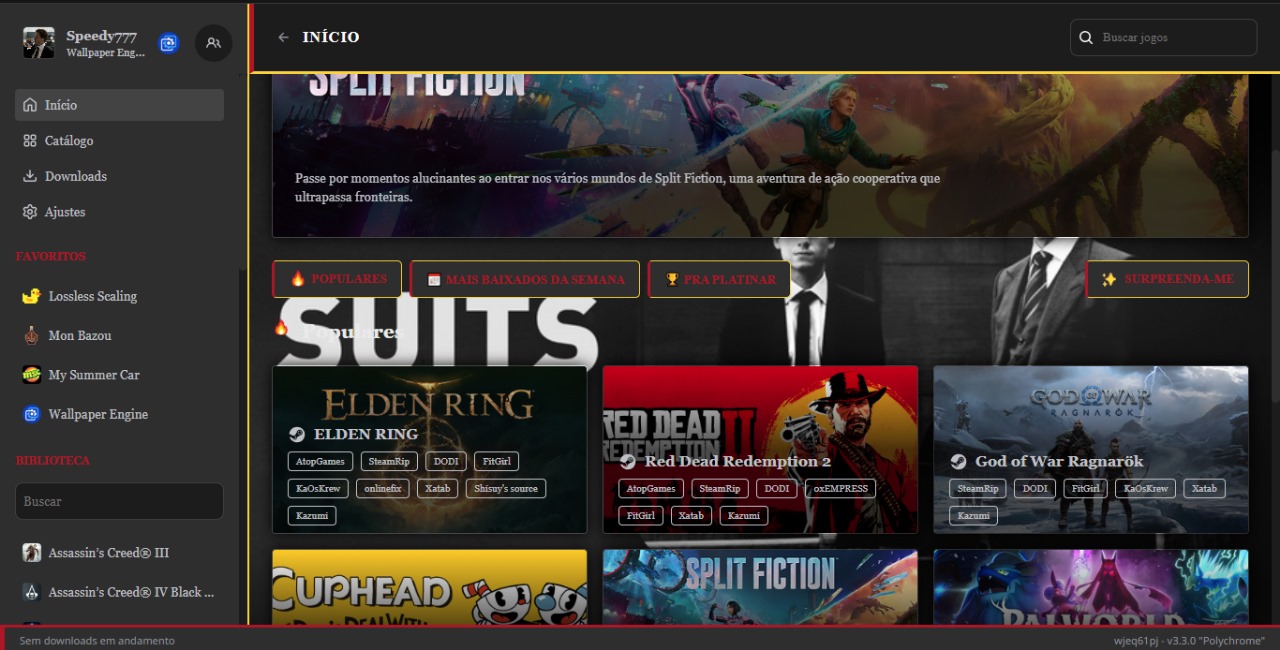 Speedy777
Wallpaper Eng...
Início
Catálogo
Downloads
Ajustes
FAVORITOS
Lossless Scaling
Mon Bazou
My Summer Car
Wallpaper Engine
BIBLIOTECA
Buscar
Assassin's Creed® III
Assassin's Creed® IV Black ...
INÍCIO
Buscar jogos
SPLIT FICTION
Passe por momentos alucinantes ao entrar nos vários mundos de Split Fiction, uma aventura de ação cooperativa que
ultrapassa fronteiras.
POPULARES
MAIS BAIXADOS DA SEMANA
PRA PLATINAR
SURPREENDA-ME
Populares
SUITS
ELDEN RING
ELDEN RING
AtopGames SteamRip DODI FitGirl
KaOsKrew onlinefix Xatab Shisuy's source
Kazumi
RED DEAD
REDEMPTION II
Red Dead Redemption 2
AtopGames SteamRip DODI oxEMPRESS
FitGirl Xatab Kazumi
GOD OF WAR
RAGNARÖK
God of War Ragnarök
SteamRip DODI FitGirl KaOsKrew Xatab
Kazumi
CUPHEAD
"Don't Deal With
SPLIT FICTION
PALWORLD
Sem downloads em andamento
wjeq61pj - v3.3.0 "Polychrome"